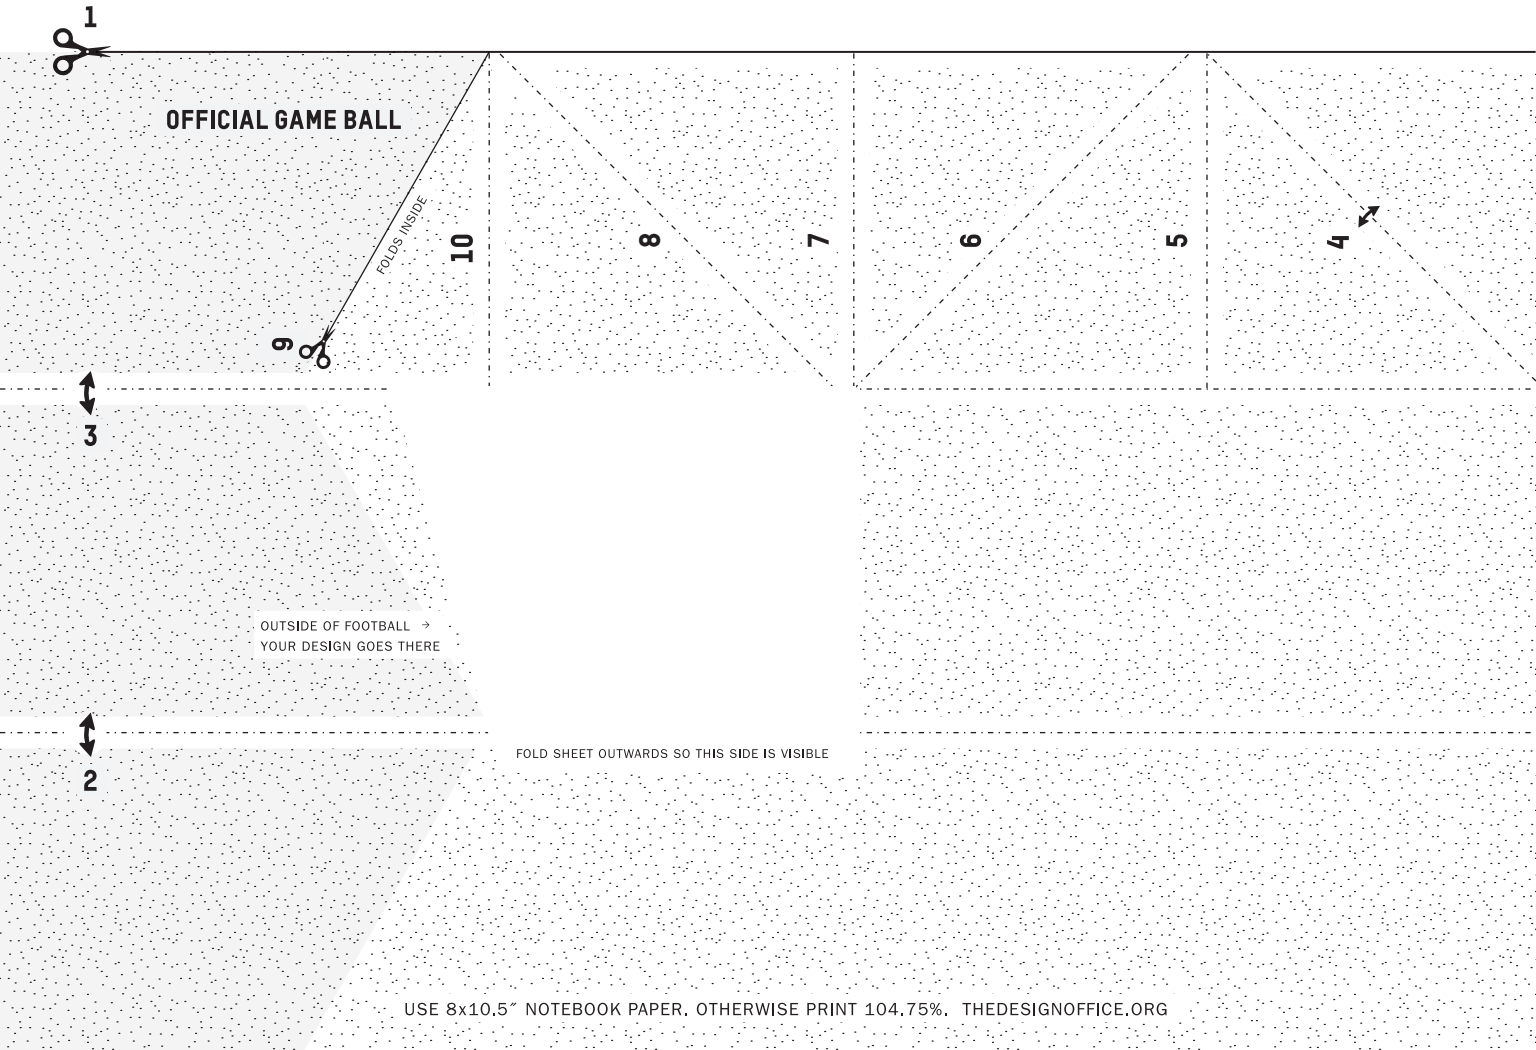 1
OFFICIAL GAME BALL
FOLDS INSIDE
10
8
7
6
5
4
9
3
OUTSIDE OF FOOTBALL →
YOUR DESIGN GOES THERE
2
FOLD SHEET OUTWARDS SO THIS SIDE IS VISIBLE
USE 8x10.5″ NOTEBOOK PAPER. OTHERWISE PRINT 104.75%. THEDESIGNOFFICE.ORG